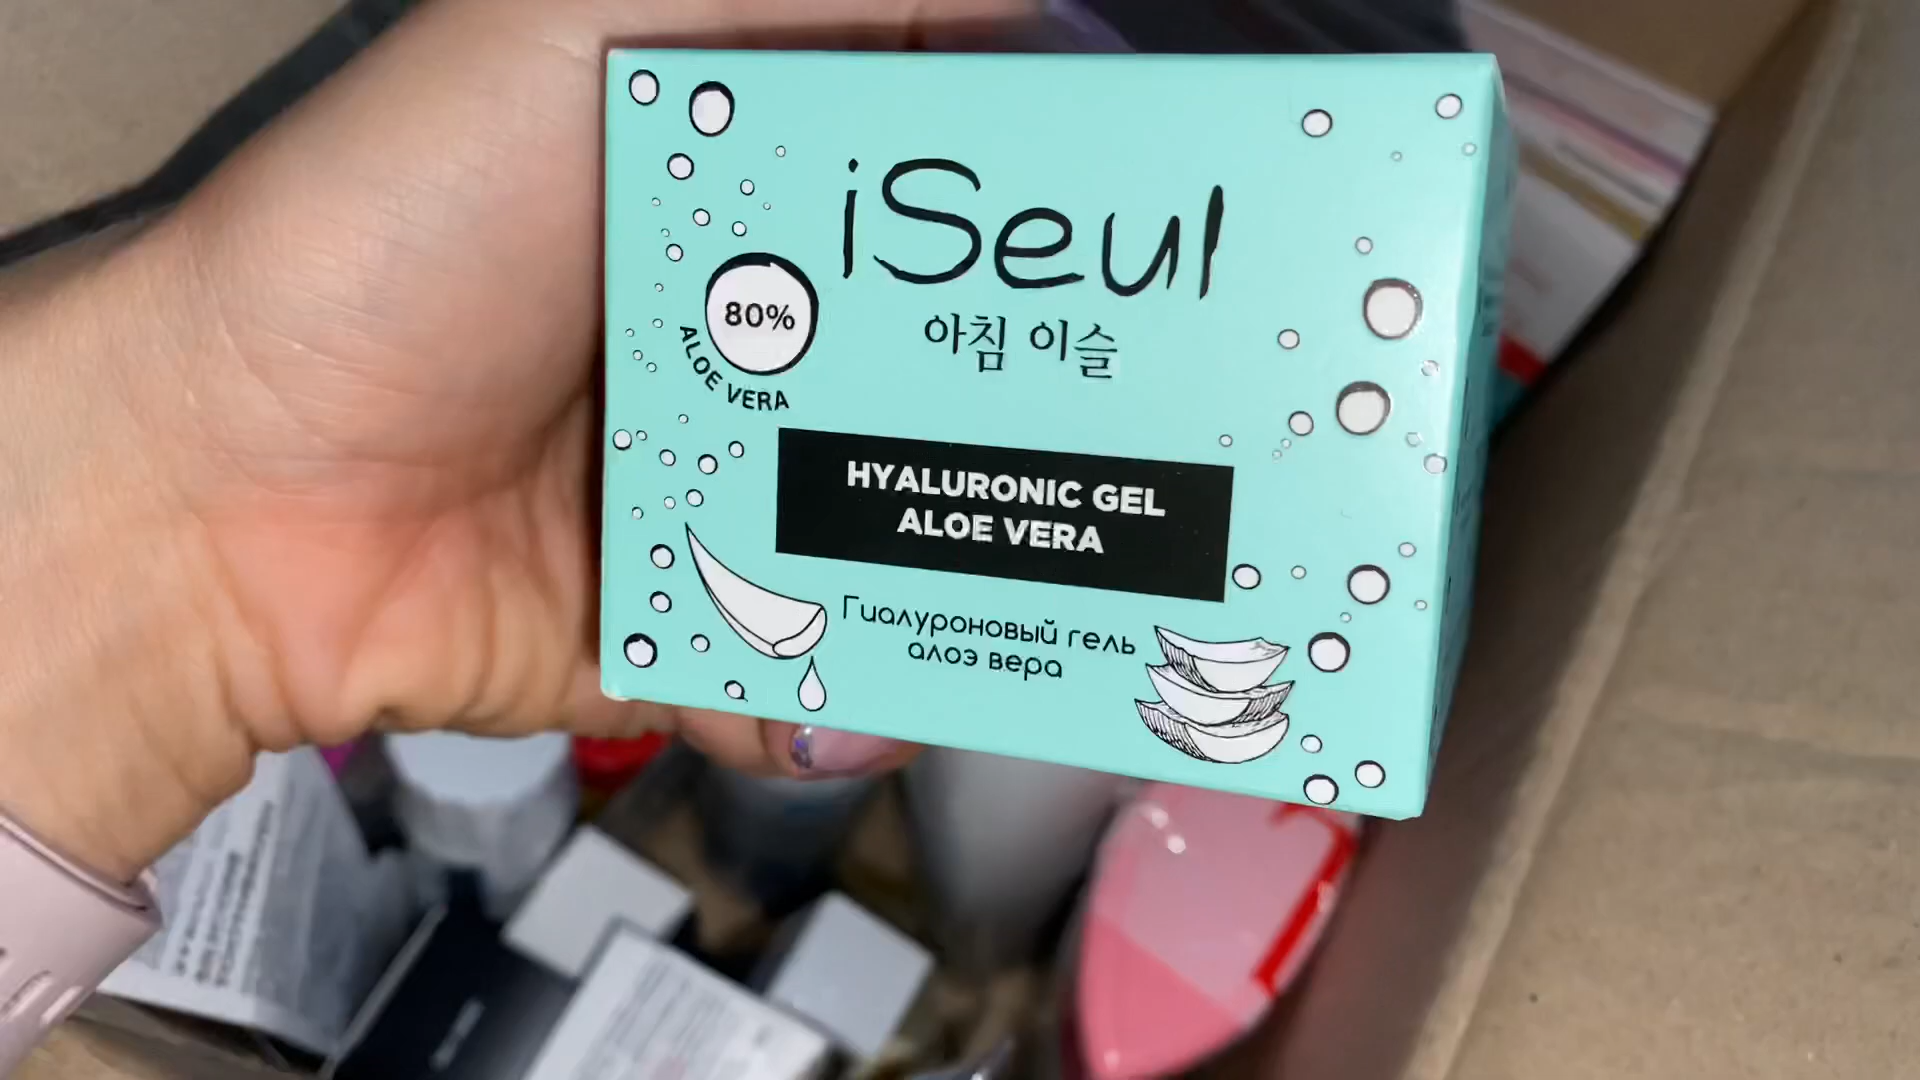 iSeul
아침 이슬
80%
ALOE VERA
HYALURONIC GEL
ALOE VERA
Гиалуроновый гель
алоэ вера